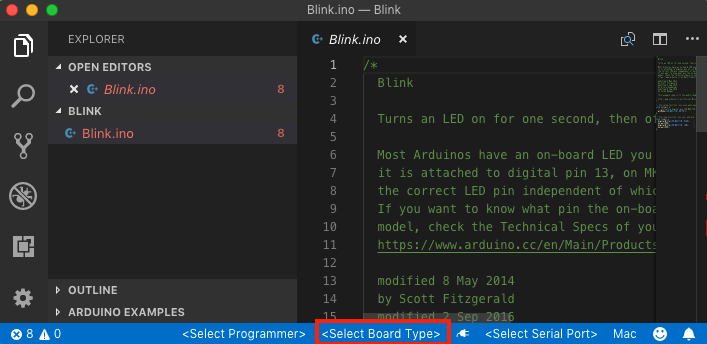 Blink.ino — Blink
EXPLORER
OPEN EDITORS
Blink.ino 8
BLINK
Blink.ino 8
OUTLINE
ARDUINO EXAMPLES
Blink.ino
1 /*
2 Blink
3
4 Turns an LED on for one second, then of
5
6 Most Arduinos have an on-board LED you
7 it is attached to digital pin 13, on MK
8 the correct LED pin independent of whic
9 If you want to know what pin the on-boa
10 model, check the Technical Specs of you
11 https://www.arduino.cc/en/Main/Products
12
13 modified 8 May 2014
14 by Scott Fitzgerald
15 modified 2 Sep 2016
8 0 <Select Programmer> <Select Board Type> <Select Serial Port> Mac